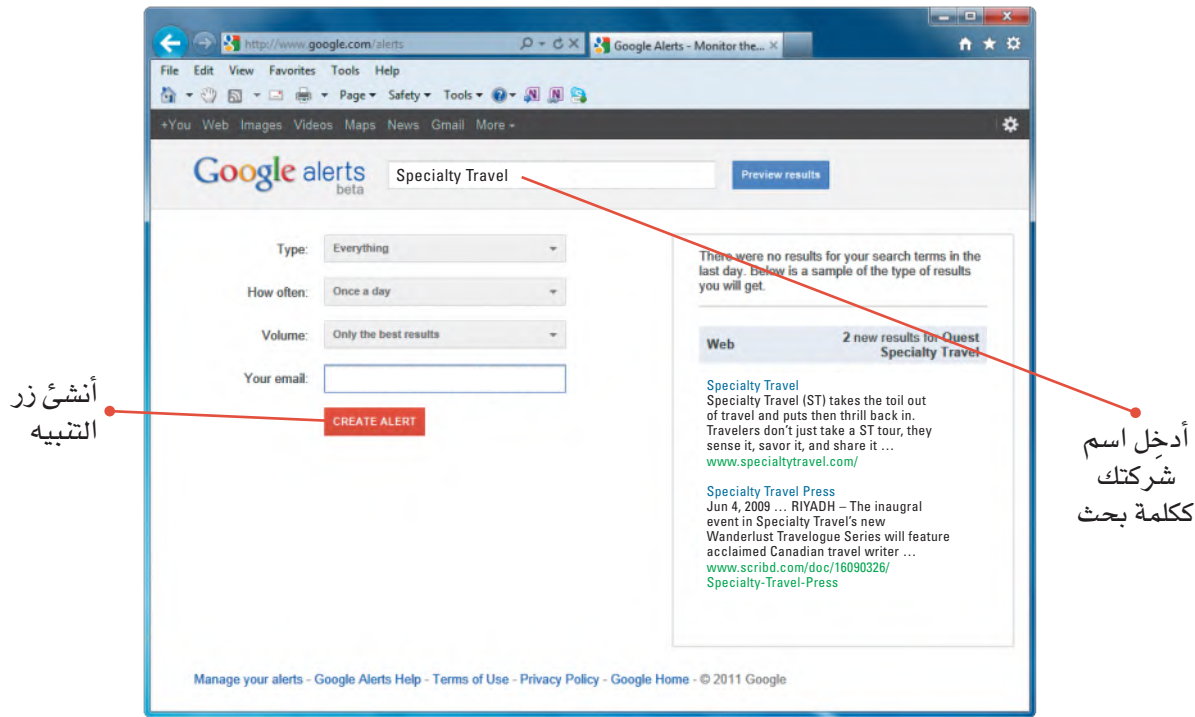 http://www.google.com/alerts
Google Alerts - Monitor the...
File Edit View Favorites Tools Help
Page Safety Tools
+You Web Images Videos Maps News Gmail More
Google alerts
beta
Specialty Travel
Preview results
Type: Everything
How often: Once a day
Volume: Only the best results
Your email:
CREATE ALERT
There were no results for your search terms in the
last day. Below is a sample of the type of results
you will get.
Web
2 new results for Quest
Specialty Travel
Specialty Travel
Specialty Travel (ST) takes the toil out
of travel and puts then thrill back in.
Travelers don't just take a ST tour, they
sense it, savor it, and share it ...
www.specialtytravel.com/
Specialty Travel Press
Jun 4, 2009 ... RIYADH – The inaugral
event in Specialty Travel's new
Wanderlust Travelogue Series will feature
acclaimed Canadian travel writer ...
www.scribd.com/doc/16090326/
Specialty-Travel-Press
Manage your alerts - Google Alerts Help - Terms of Use - Privacy Policy - Google Home - © 2011 Google
أنشئ زر
التنبيه
أدخِل اسم
شركتك
ككلمة بحث